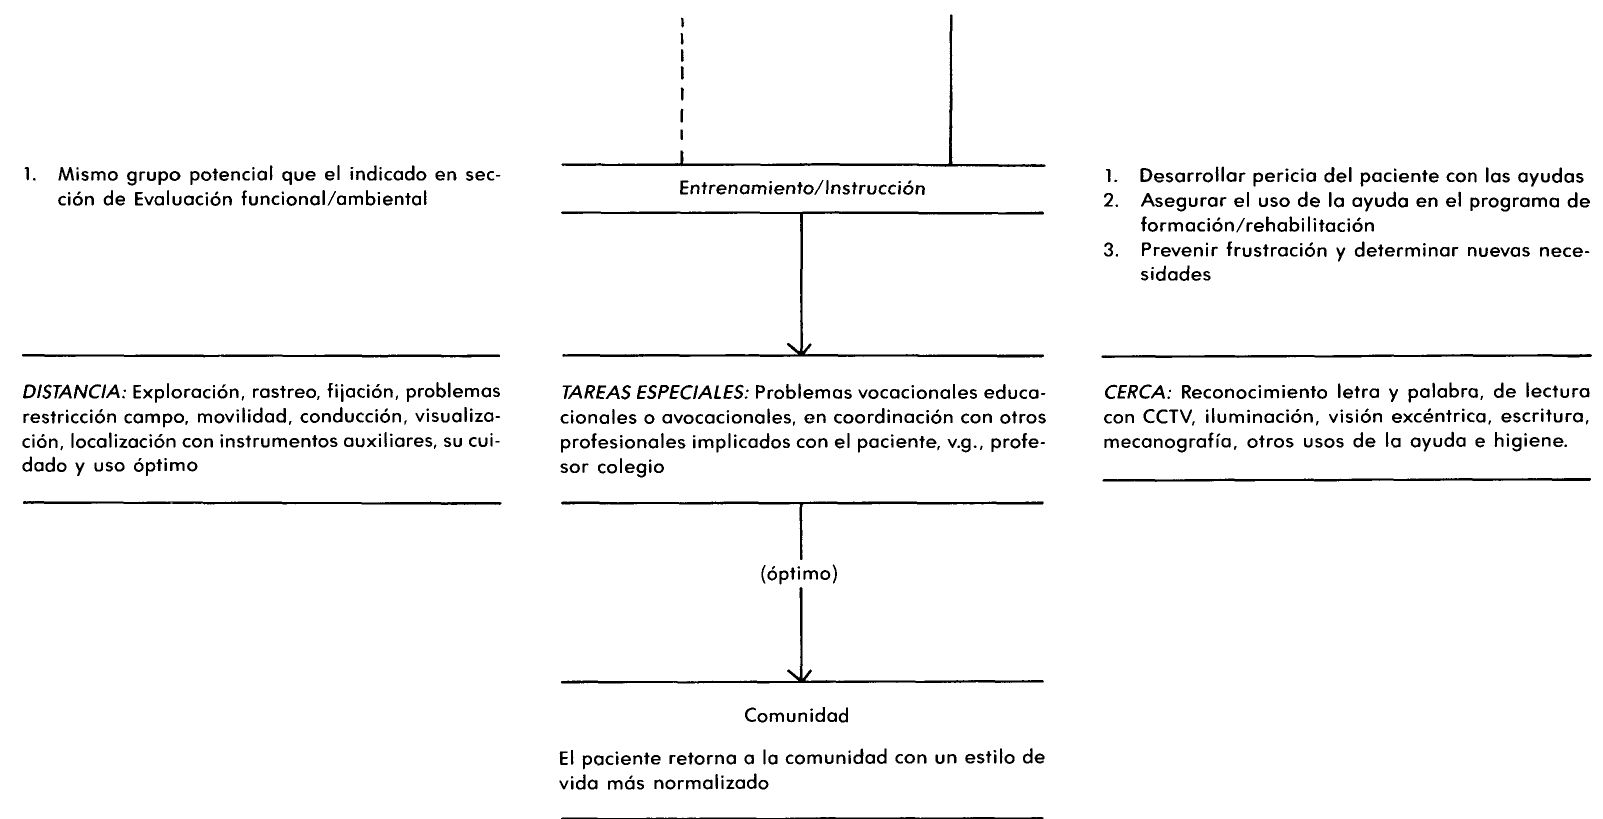 1. Mismo grupo potencial que el indicado en sec-
ción de Evaluación funcional/ambiental
Entrenamiento/Instrucción
1. Desarrollar pericia del paciente con las ayudas
2. Asegurar el uso de la ayuda en el programa de
formación/rehabilitación
3. Prevenir frustración y determinar nuevas nece-
sidades
DISTANCIA: Exploración, rastreo, fijación, problemas
restricción campo, movilidad, conducción, visualiza-
ción, localización con instrumentos auxiliares, su cui-
dado y uso óptimo
TAREAS ESPECIALES: Problemas vocacionales educa-
cionales o avocacionales, en coordinación con otros
profesionales implicados con el paciente, v.g., profe-
sor colegio
CERCA: Reconocimiento letra y palabra, de lectura
con CCTV, iluminación, visión excéntrica, escritura,
mecanografía, otros usos de la ayuda e higiene.
(óptimo)
Comunidad
El paciente retorna a la comunidad con un estilo de
vida más normalizado